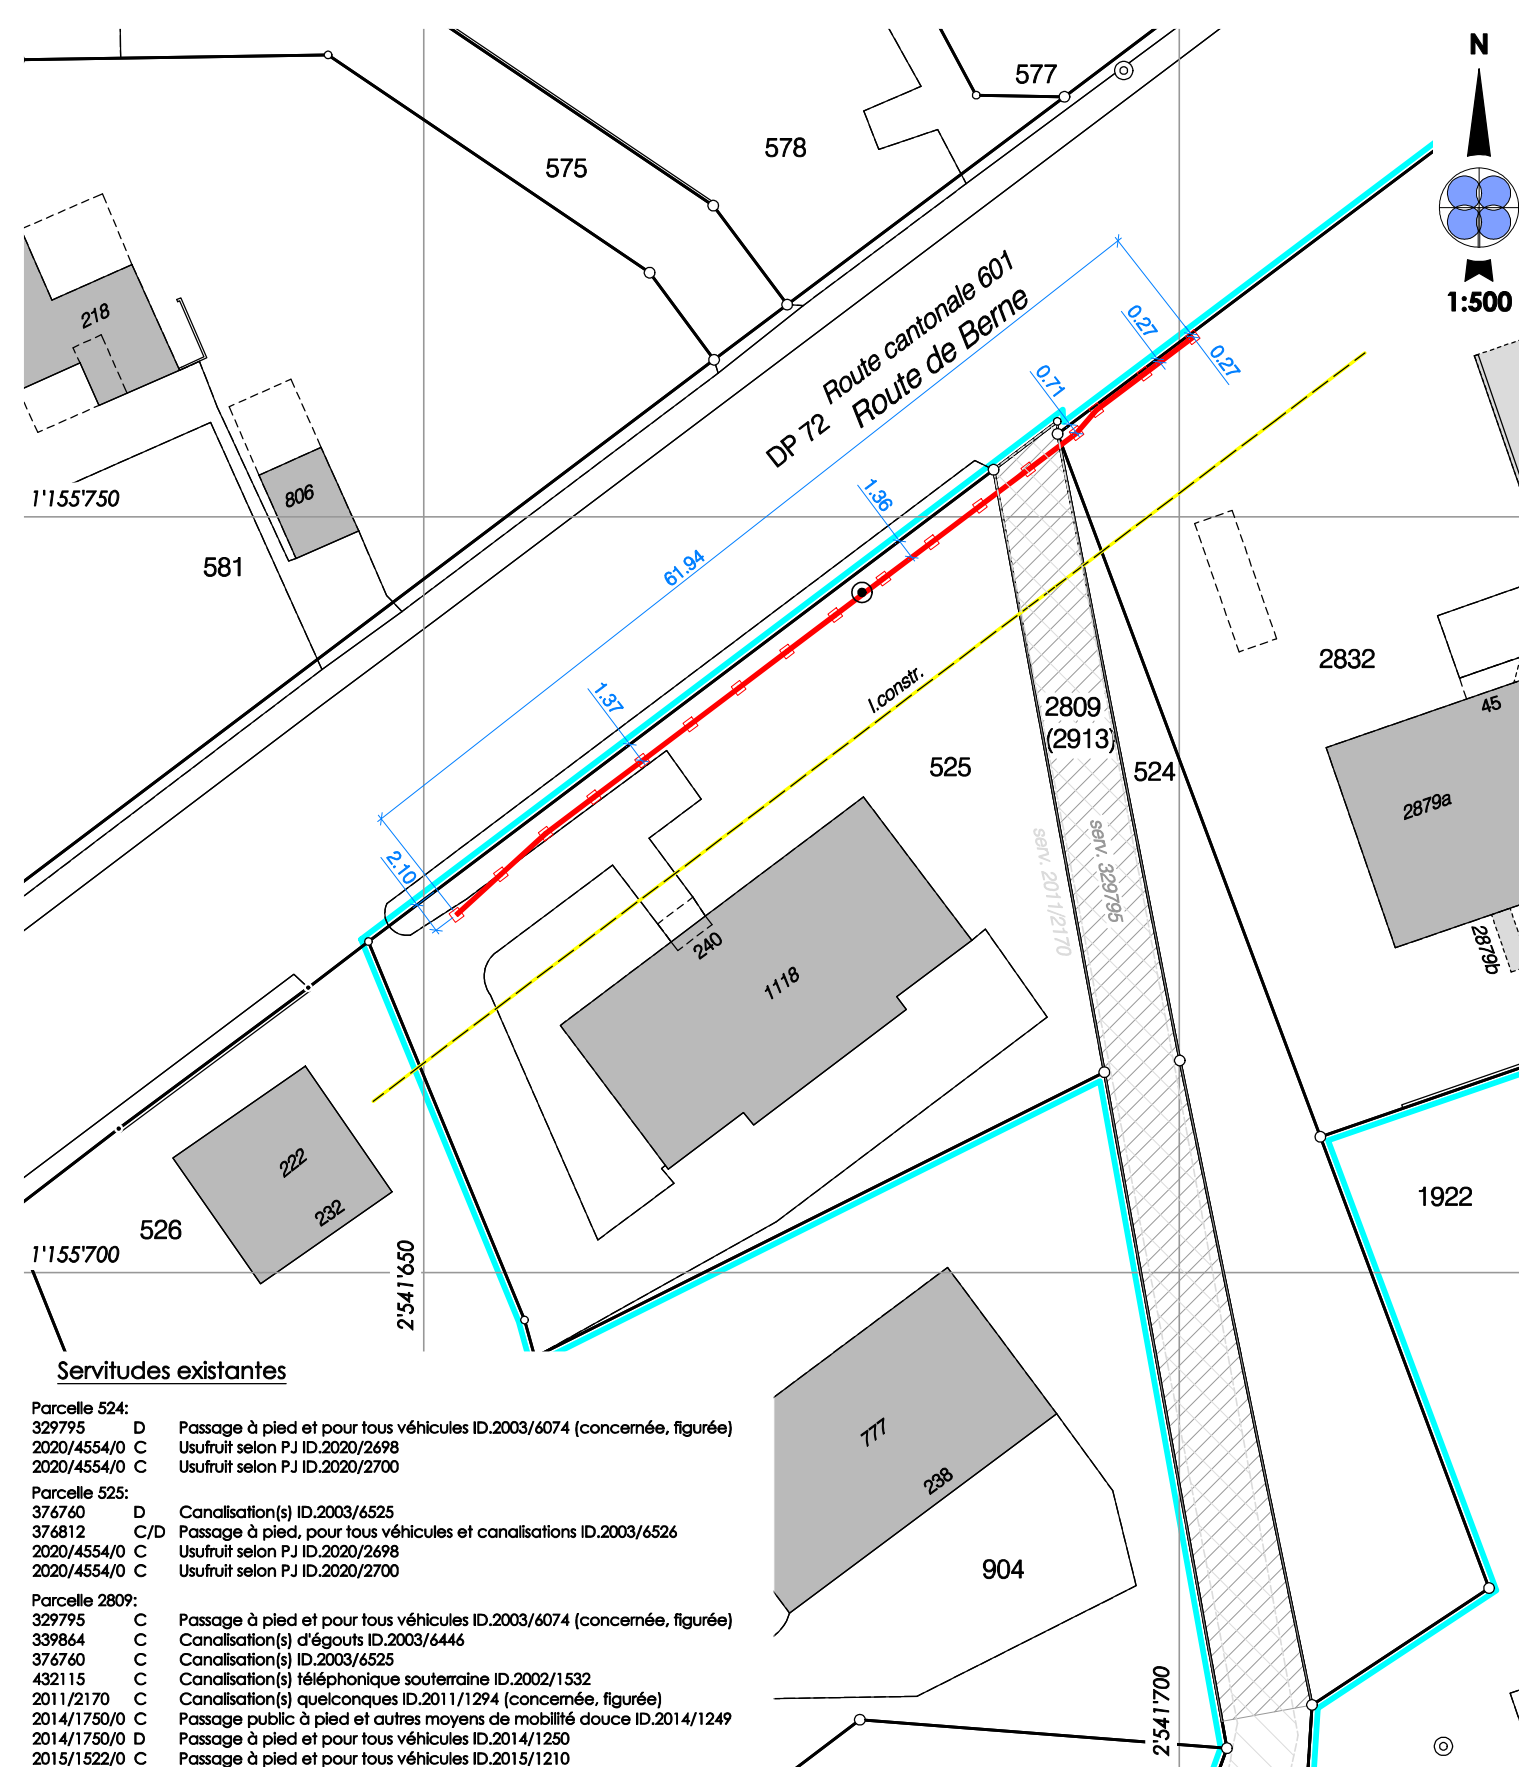 N
577
578
575
1:500
218
Route cantonale 601
DP 72 Route de Berne
0.27
0.27
0.71
1'155'750
806
1.36
581
61.94
2832
l.constr.
1.37
2809
(2913)
45
525
524
2879a
serv. 329795
serv. 2011/2170
2.10
240
1118
2879b
222
232
526
1922
1'155'700
2'541'650
Servitudes existantes
Parcelle 524:
329795 D Passage à pied et pour tous véhicules ID.2003/6074 (concernée, figurée)
2020/4554/0 C Usufruit selon PJ ID.2020/2698
2020/4554/0 C Usufruit selon PJ ID.2020/2700
Parcelle 525:
376760 D Canalisation(s) ID.2003/6525
376812 C/D Passage à pied, pour tous véhicules et canalisations ID.2003/6526
2020/4554/0 C Usufruit selon PJ ID.2020/2698
2020/4554/0 C Usufruit selon PJ ID.2020/2700
Parcelle 2809:
329795 C Passage à pied et pour tous véhicules ID.2003/6074 (concernée, figurée)
339864 C Canalisation(s) d'égouts ID.2003/6446
376760 C Canalisation(s) ID.2003/6525
432115 C Canalisation(s) téléphonique souterraine ID.2002/1532
2011/2170 C Canalisation(s) quelconques ID.2011/1294 (concernée, figurée)
2014/1750/0 C Passage public à pied et autres moyens de mobilité douce ID.2014/1249
2014/1750/0 D Passage à pied et pour tous véhicules ID.2014/1250
2015/1522/0 C Passage à pied et pour tous véhicules ID.2015/1210
777
238
904
2'541'700